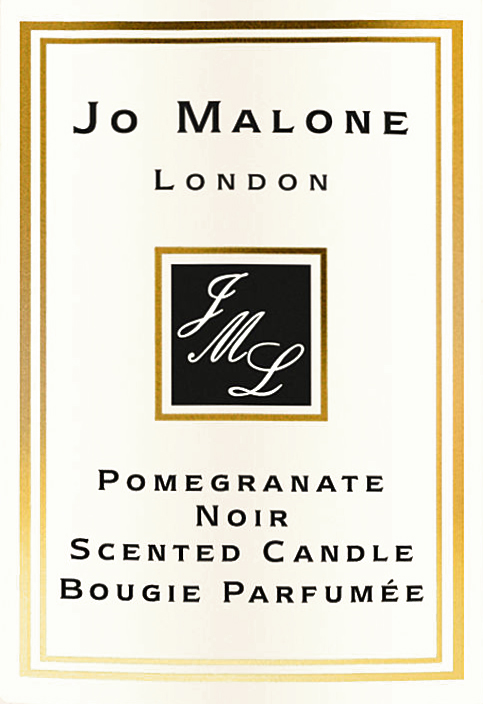 Jo Malone
London
JML
Pomegranate
Noir
Scented Candle
Bougie Parfumée